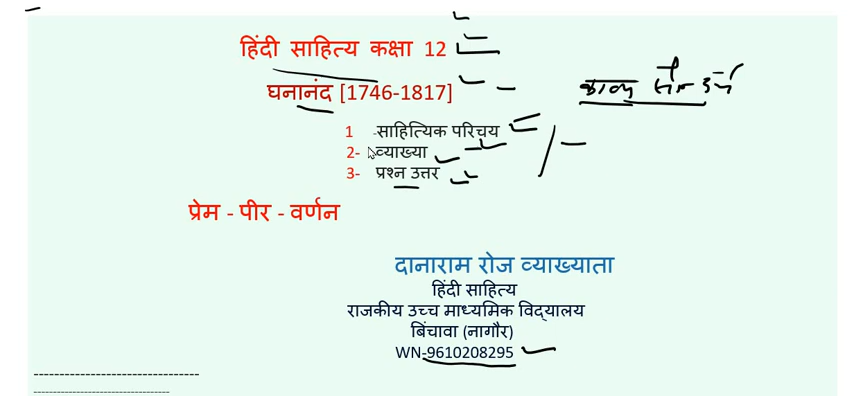 हिंदी साहित्य कक्षा 12
घनानंद [1746-1817]
1 -साहित्यिक परिचय
2- व्याख्या
3- प्रश्न उत्तर
प्रेम - पीर - वर्णन
दानाराम रोज व्याख्याता
हिंदी साहित्य
राजकीय उच्च माध्यमिक विद्यालय
बिंचावा (नागौर)
WN-9610208295